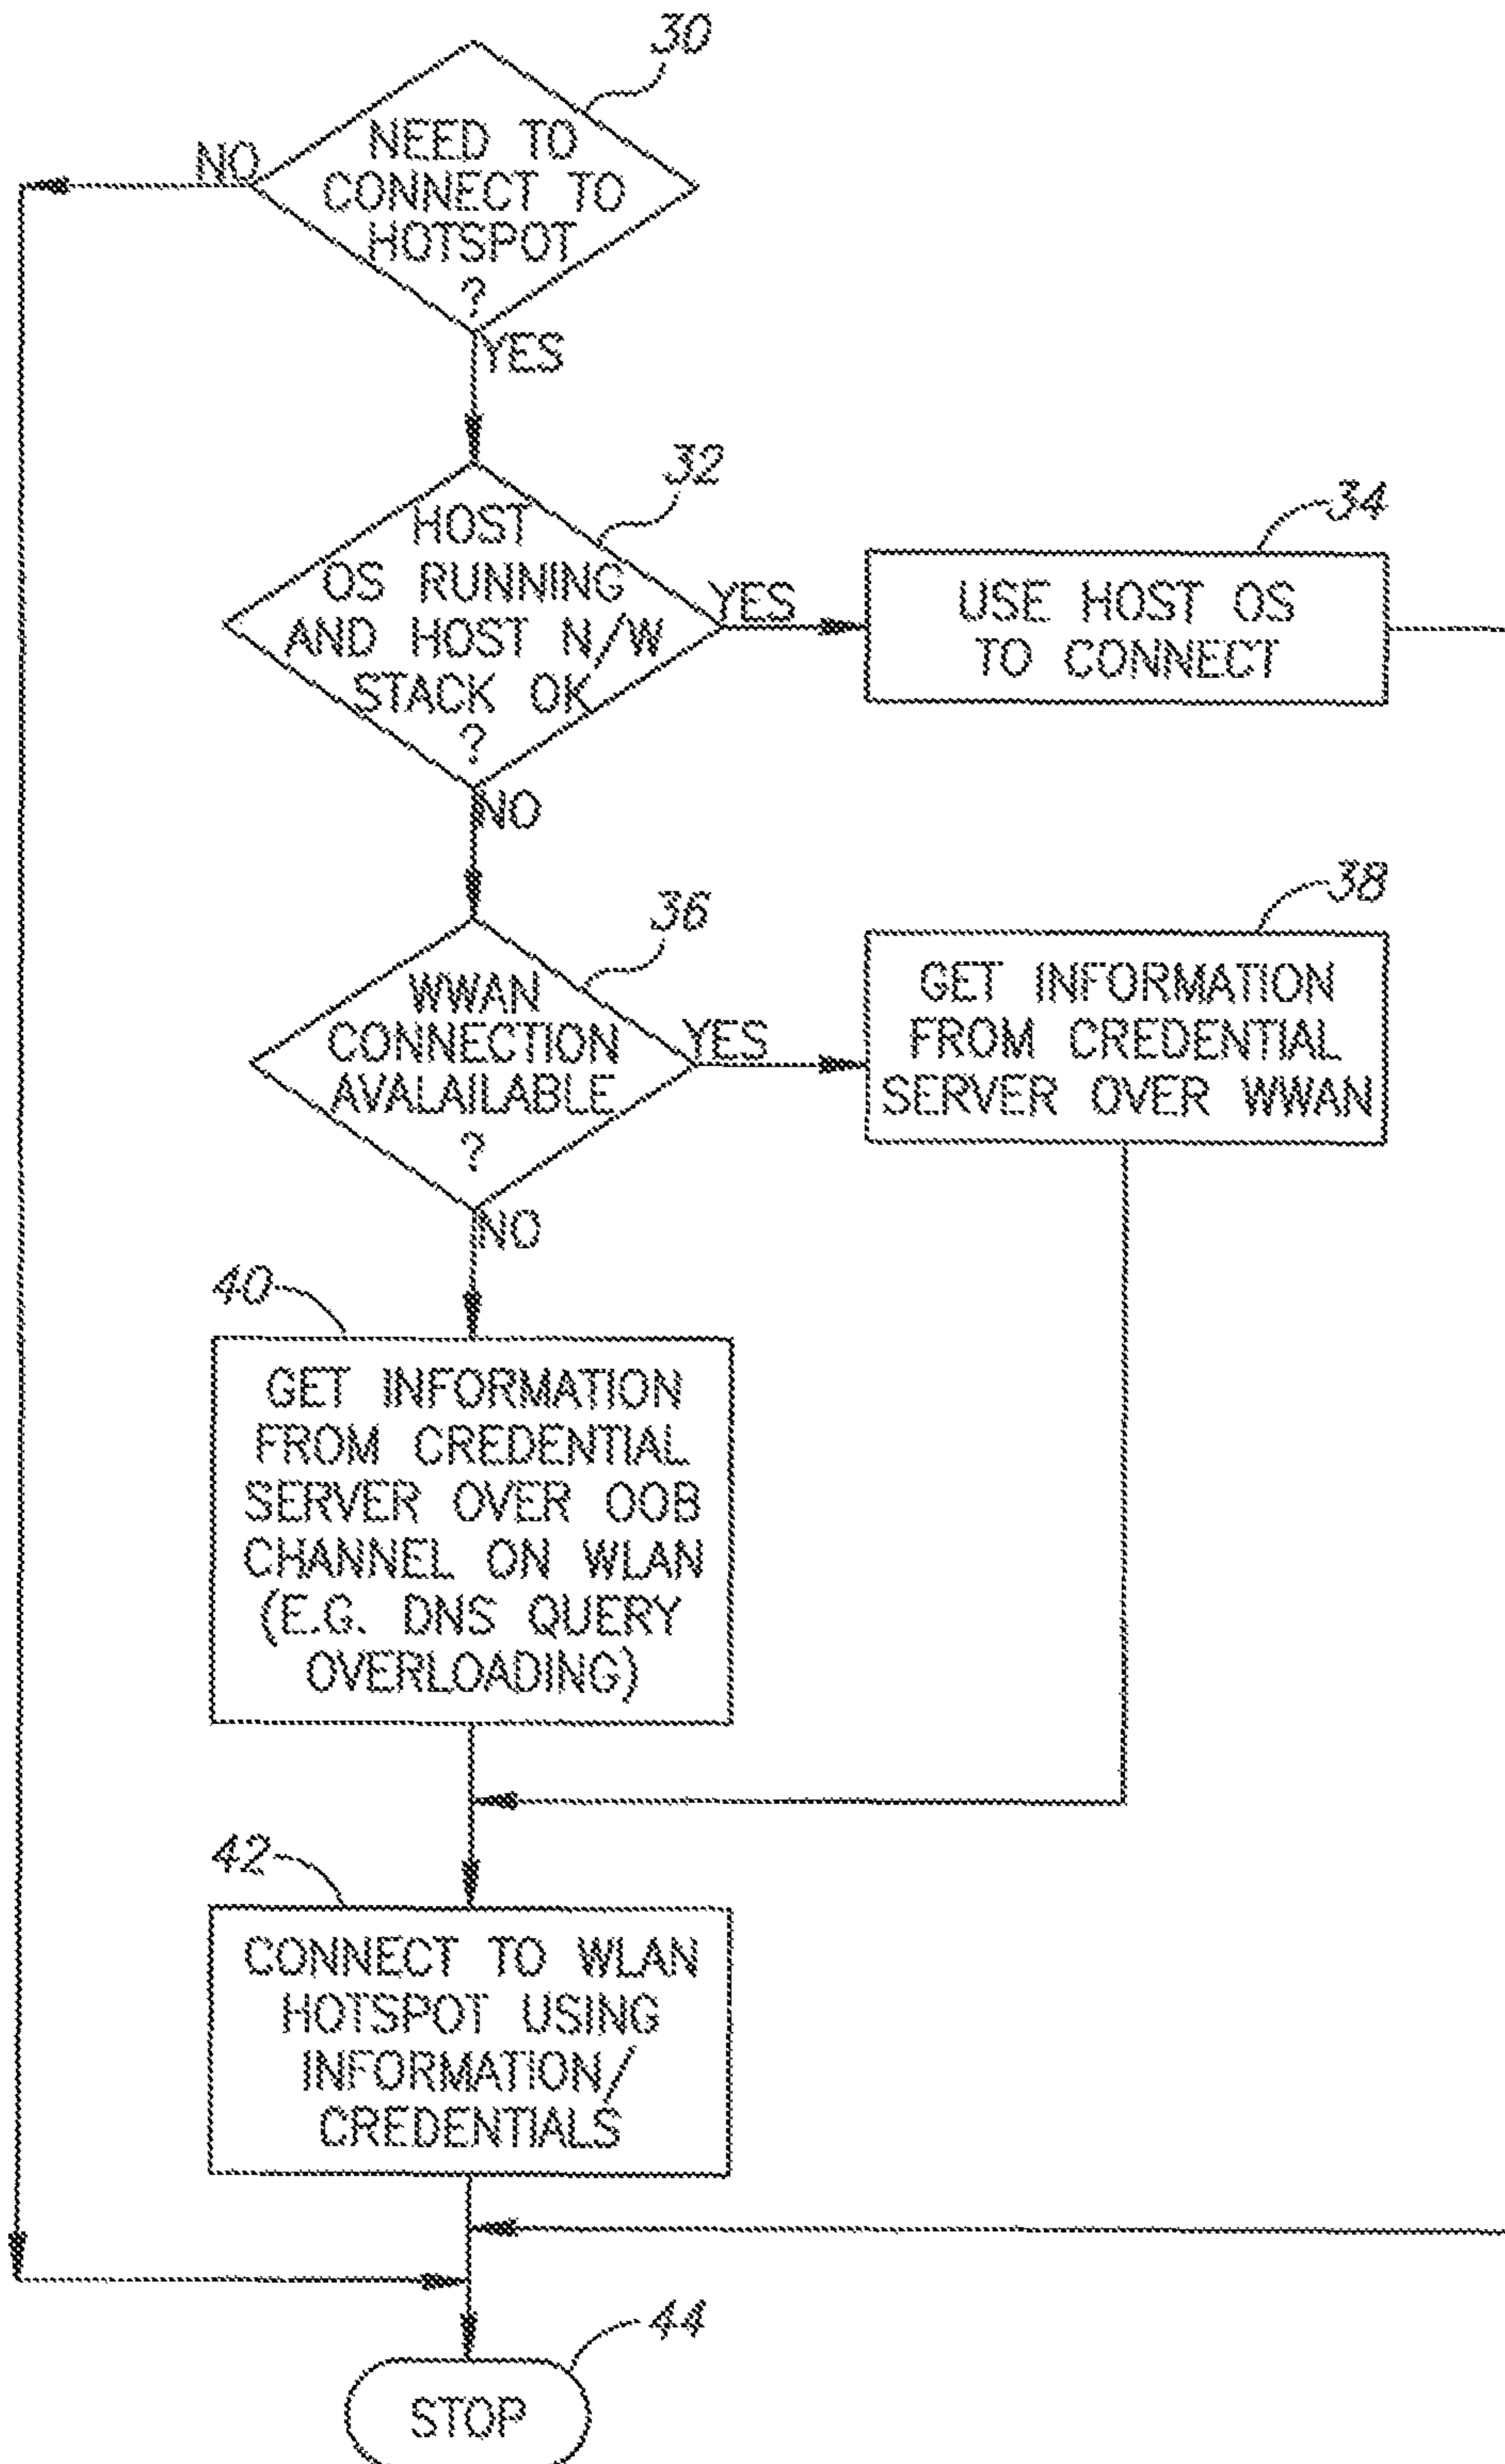 30
NEED TO
CONNECT TO
HOTSPOT
?
NO
YES
32
HOST
OS RUNNING
AND HOST N/W
STACK OK
?
YES
34
USE HOST OS
TO CONNECT
NO
36
WWAN
CONNECTION
AVALAILABLE
?
YES
38
GET INFORMATION
FROM CREDENTIAL
SERVER OVER WWAN
NO
40
GET INFORMATION
FROM CREDENTIAL
SERVER OVER OOB
CHANNEL ON WLAN
(E.G. DNS QUERY
OVERLOADING)
42
CONNECT TO WLAN
HOTSPOT USING
INFORMATION/
CREDENTIALS
44
STOP